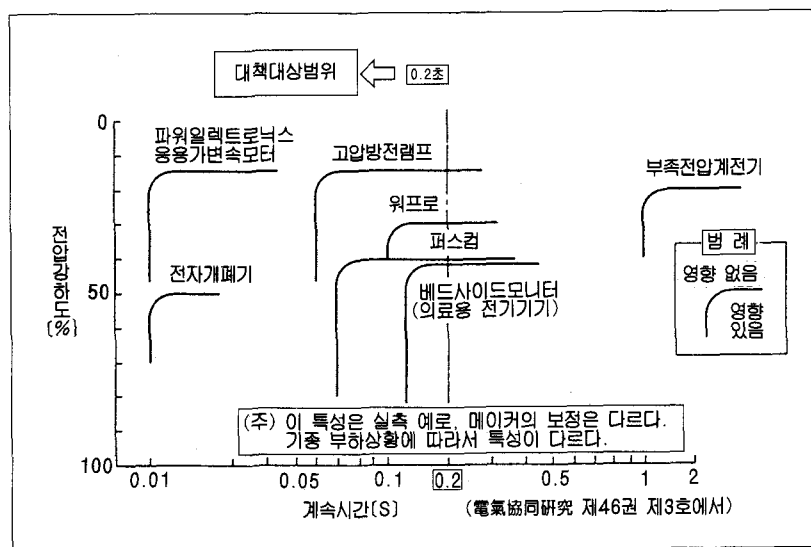 대책대상범위
0.2초
0
파워일렉트로닉스
응용가변속모터
고압방전램프
부족전압계전기
워프로
퍼스컴
범 례
영향 없음
영향
있음
전압강하도
[%]
전자개폐기
50
베드사이드모니터
(의료용 전기기기)
(주) 이 특성은 실측 예로, 메이커의 보정은 다르다.
기종 부하상황에 따라서 특성이 다르다.
100
0.01 0.05 0.1 0.2 0.5 1 2
계속시간[S] (電氣協同硏究 제46권 제3호에서)